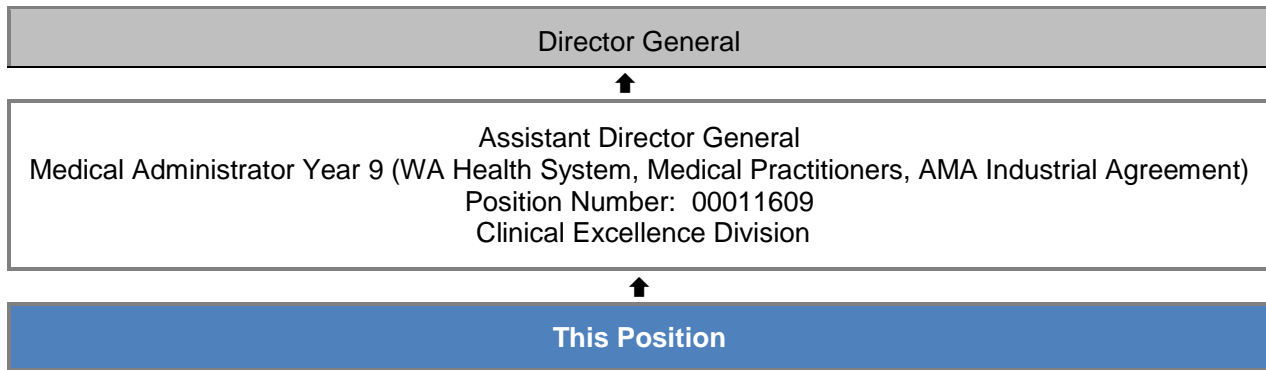 Director General
Assistant Director General
Medical Administrator Year 9 (WA Health System, Medical Practitioners, AMA Industrial Agreement)
Position Number: 00011609
Clinical Excellence Division
This Position